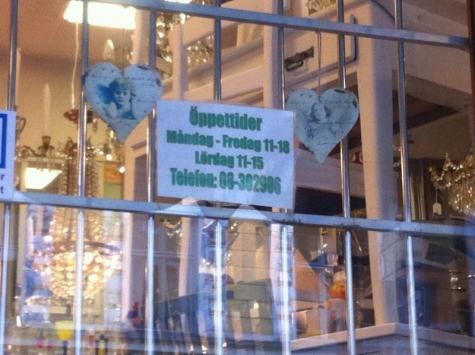 Öppettider
Måndag - Fredag 11-18
Lördag 11-15
Telefon: 08-302906